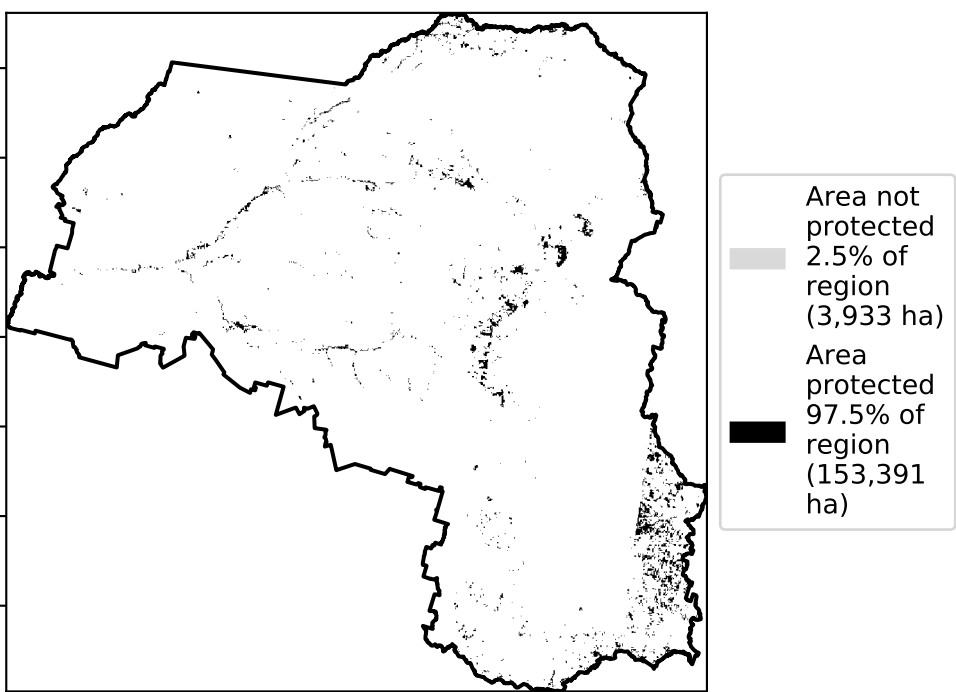 Area not
protected
2.5% of
region
(3,933 ha)
Area
protected
97.5% of
region
(153,391
ha)